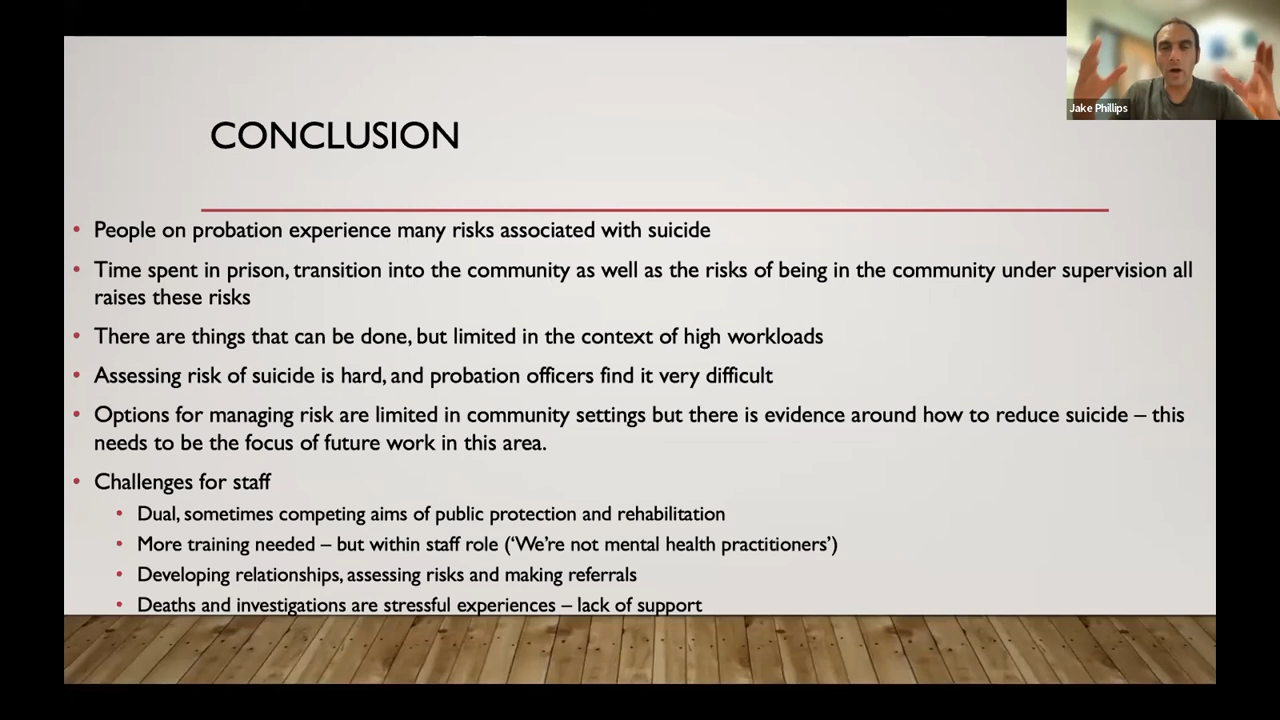 Jake Phillips
CONCLUSION
• People on probation experience many risks associated with suicide
• Time spent in prison, transition into the community as well as the risks of being in the community under supervision all
raises these risks
• There are things that can be done, but limited in the context of high workloads
• Assessing risk of suicide is hard, and probation officers find it very difficult
• Options for managing risk are limited in community settings but there is evidence around how to reduce suicide – this
needs to be the focus of future work in this area.
• Challenges for staff
• Dual, sometimes competing aims of public protection and rehabilitation
• More training needed – but within staff role (‘We’re not mental health practitioners’)
• Developing relationships, assessing risks and making referrals
• Deaths and investigations are stressful experiences – lack of support